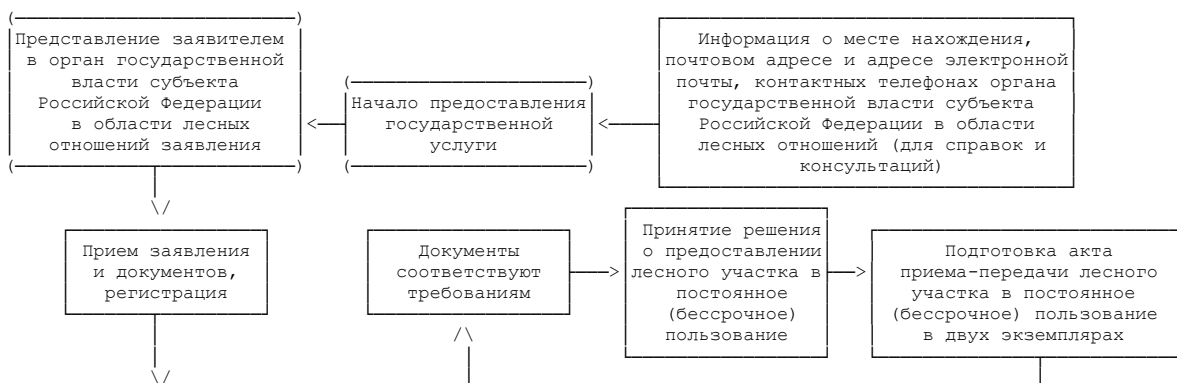 Представление заявителем
в орган государственной
власти субъекта
Российской Федерации
в области лесных
отношений заявления
Начало предоставления
государственной
услуги
Информация о месте нахождения,
почтовом адресе и адресе электронной
почты, контактных телефонах органа
государственной власти субъекта
Российской Федерации в области
лесных отношений (для справок и
консультаций)
Прием заявления
и документов,
регистрация
Документы
соответствуют
требованиям
Принятие решения
о предоставлении
лесного участка в
постоянное
(бессрочное)
пользование
Подготовка акта
приема-передачи лесного
участка в постоянное
(бессрочное) пользование
в двух экземплярах